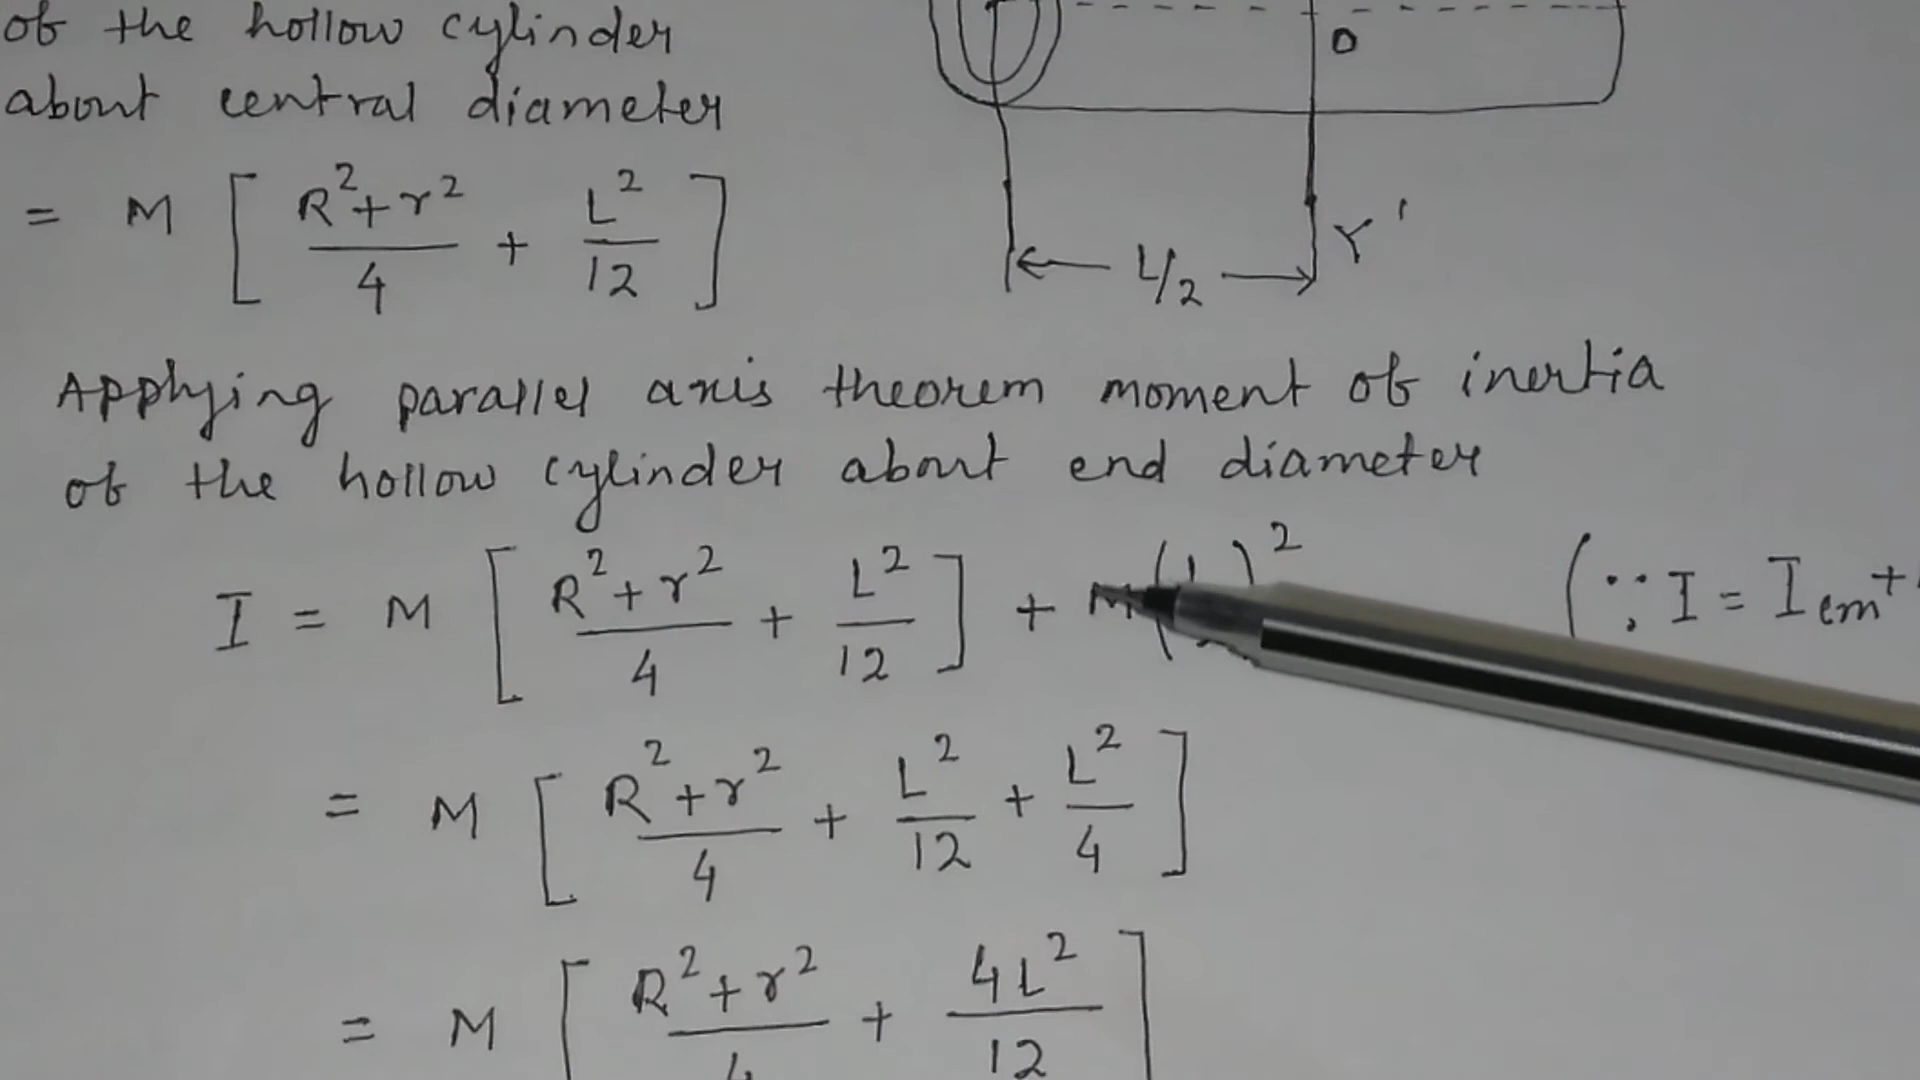 of the hollow cylinder
about central diameter
= M [ (R² + r²)/4 + L²/12 ]
O
L/2
Y'
Applying parallel axis theorem moment of inertia
of the hollow cylinder about end diameter
I = M [ (R² + r²)/4 + L²/12 ] + M( )² (∵ I = Icm +
= M [ (R² + r²)/4 + L²/12 + L²/4 ]
= M [ (R² + r²)/4 + 4L²/12 ]